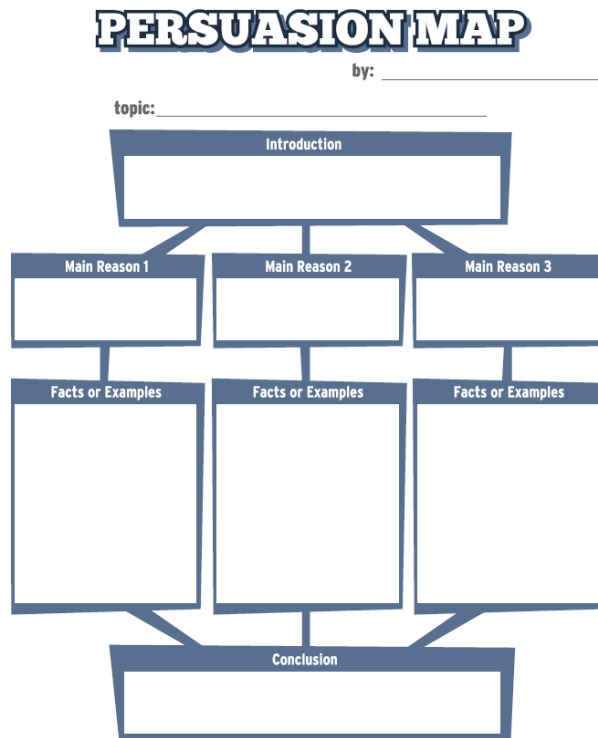 PERSUASION MAP
by:
topic:
Introduction
Main Reason 1
Main Reason 2
Main Reason 3
Facts or Examples
Facts or Examples
Facts or Examples
Conclusion